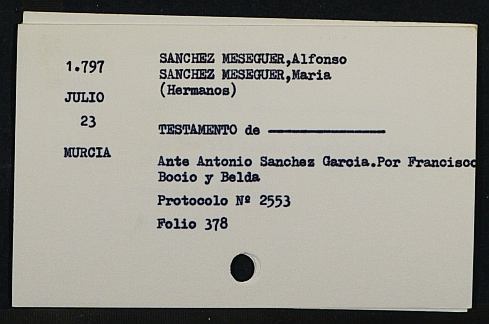 1.797
JULIO
23
MURCIA
SANCHEZ MESEGUER,Alfonso
SANCHEZ MESEGUER,Maria
(Hermanos)
TESTAMENTO de
Ante Antonio Sanchez Garcia.Por Francisco
Bocio y Belda
Protocolo Nº 2553
Folio 378